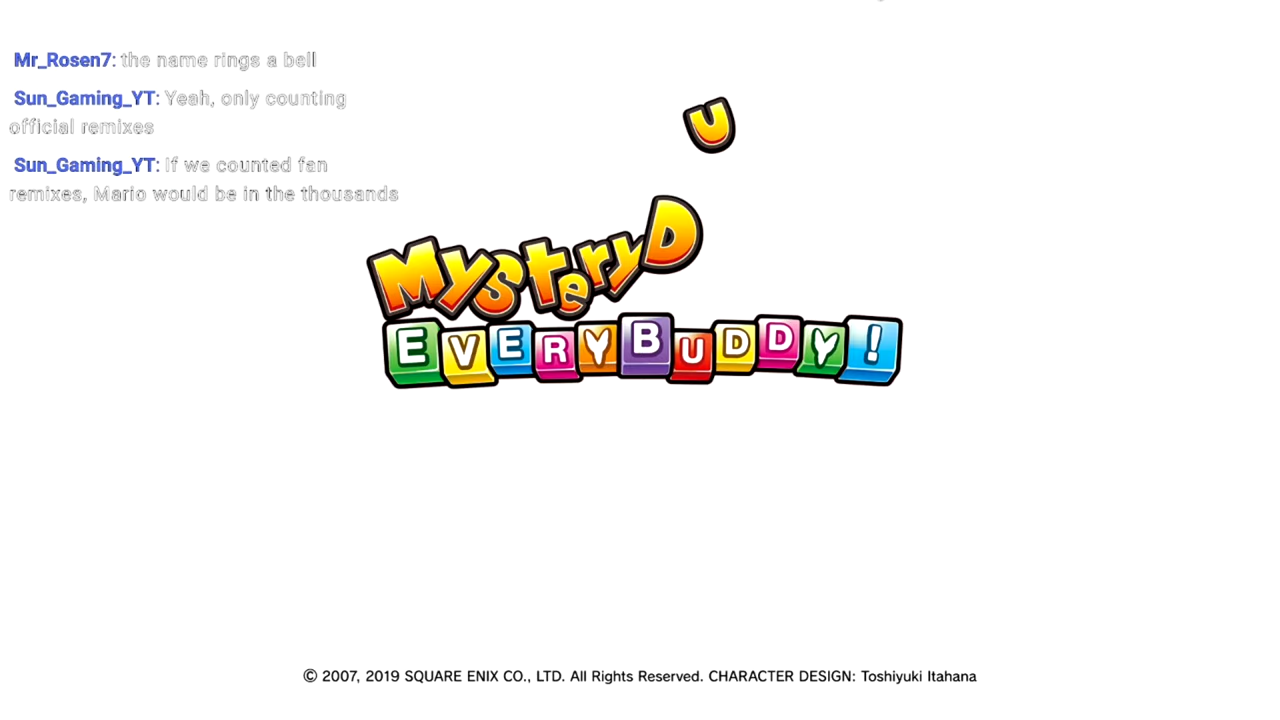 Mr_Rosen7: the name rings a bell
Sun_Gaming_YT: Yeah, only counting
official remixes
Sun_Gaming_YT: If we counted fan
remixes, Mario would be in the thousands
U
Mystery D
EVERYBUDDY!
© 2007, 2019 SQUARE ENIX CO., LTD. All Rights Reserved. CHARACTER DESIGN: Toshiyuki Itahana